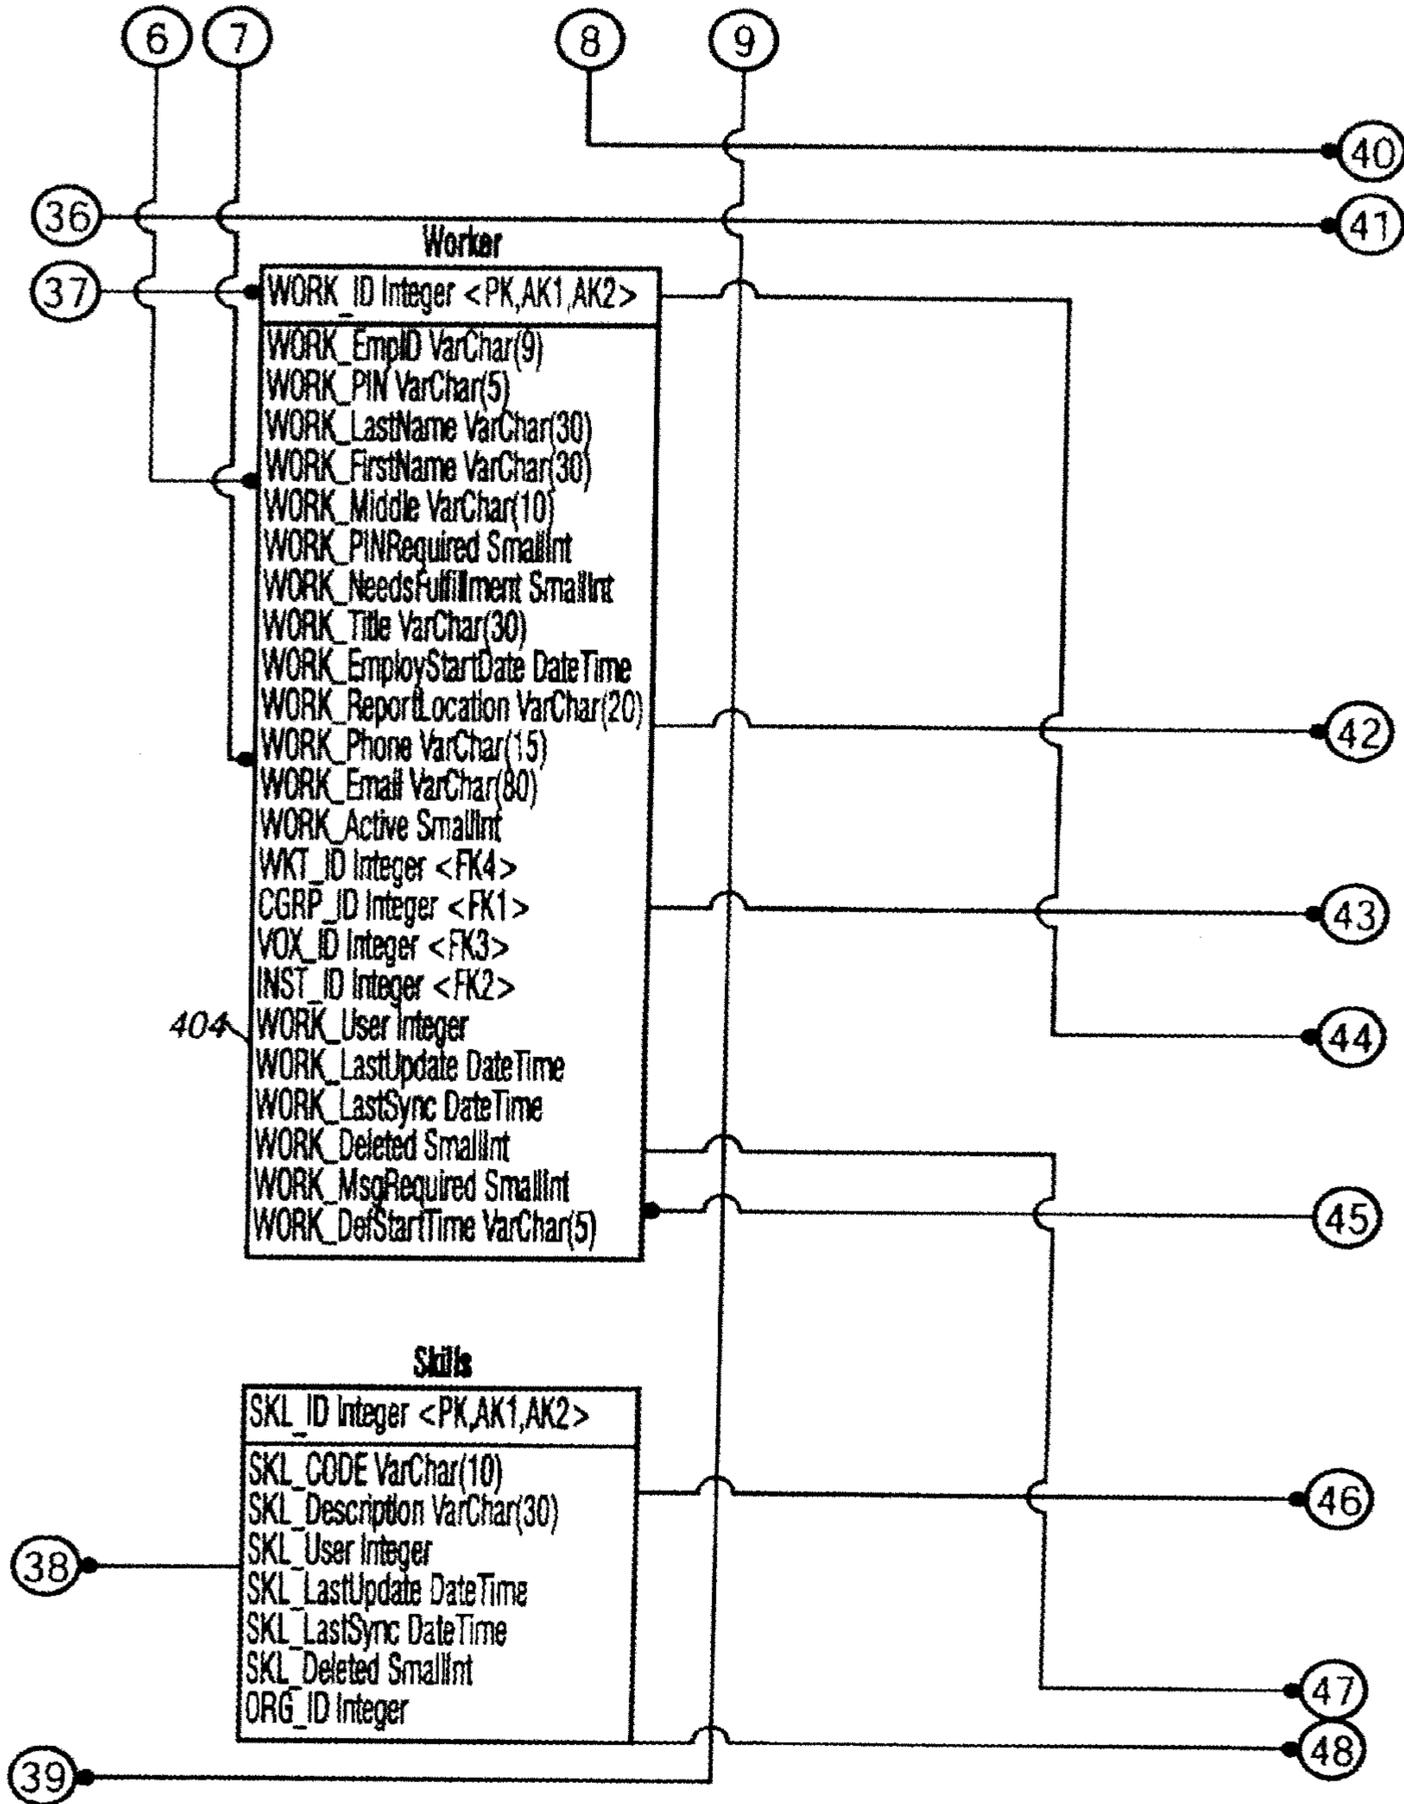 6 7 8 9
40
36
41
Worker
37
WORK_ID Integer <PK,AK1,AK2>
WORK_EmpID VarChar(9)
WORK_PIN VarChar(5)
WORK_LastName VarChar(30)
WORK_FirstName VarChar(30)
WORK_Middle VarChar(10)
WORK_PINRequired SmallInt
WORK_NeedsFulfillment SmallInt
WORK_Title VarChar(30)
WORK_EmployStartDate DateTime
WORK_ReportLocation VarChar(20)
42
WORK_Phone VarChar(15)
WORK_Email VarChar(80)
WORK_Active SmallInt
WKT_ID Integer <FK4>
CGRP_ID Integer <FK1>
43
VOX_ID Integer <FK3>
INST_ID Integer <FK2>
404
WORK_User Integer
44
WORK_LastUpdate DateTime
WORK_LastSync DateTime
WORK_Deleted SmallInt
WORK_MsgRequired SmallInt
45
WORK_DefStartTime VarChar(5)
Skills
SKL_ID Integer <PK,AK1,AK2>
SKL_CODE VarChar(10)
46
SKL_Description VarChar(30)
SKL_User Integer
38
SKL_LastUpdate DateTime
SKL_LastSync DateTime
SKL_Deleted SmallInt
47
ORG_ID Integer
48
39